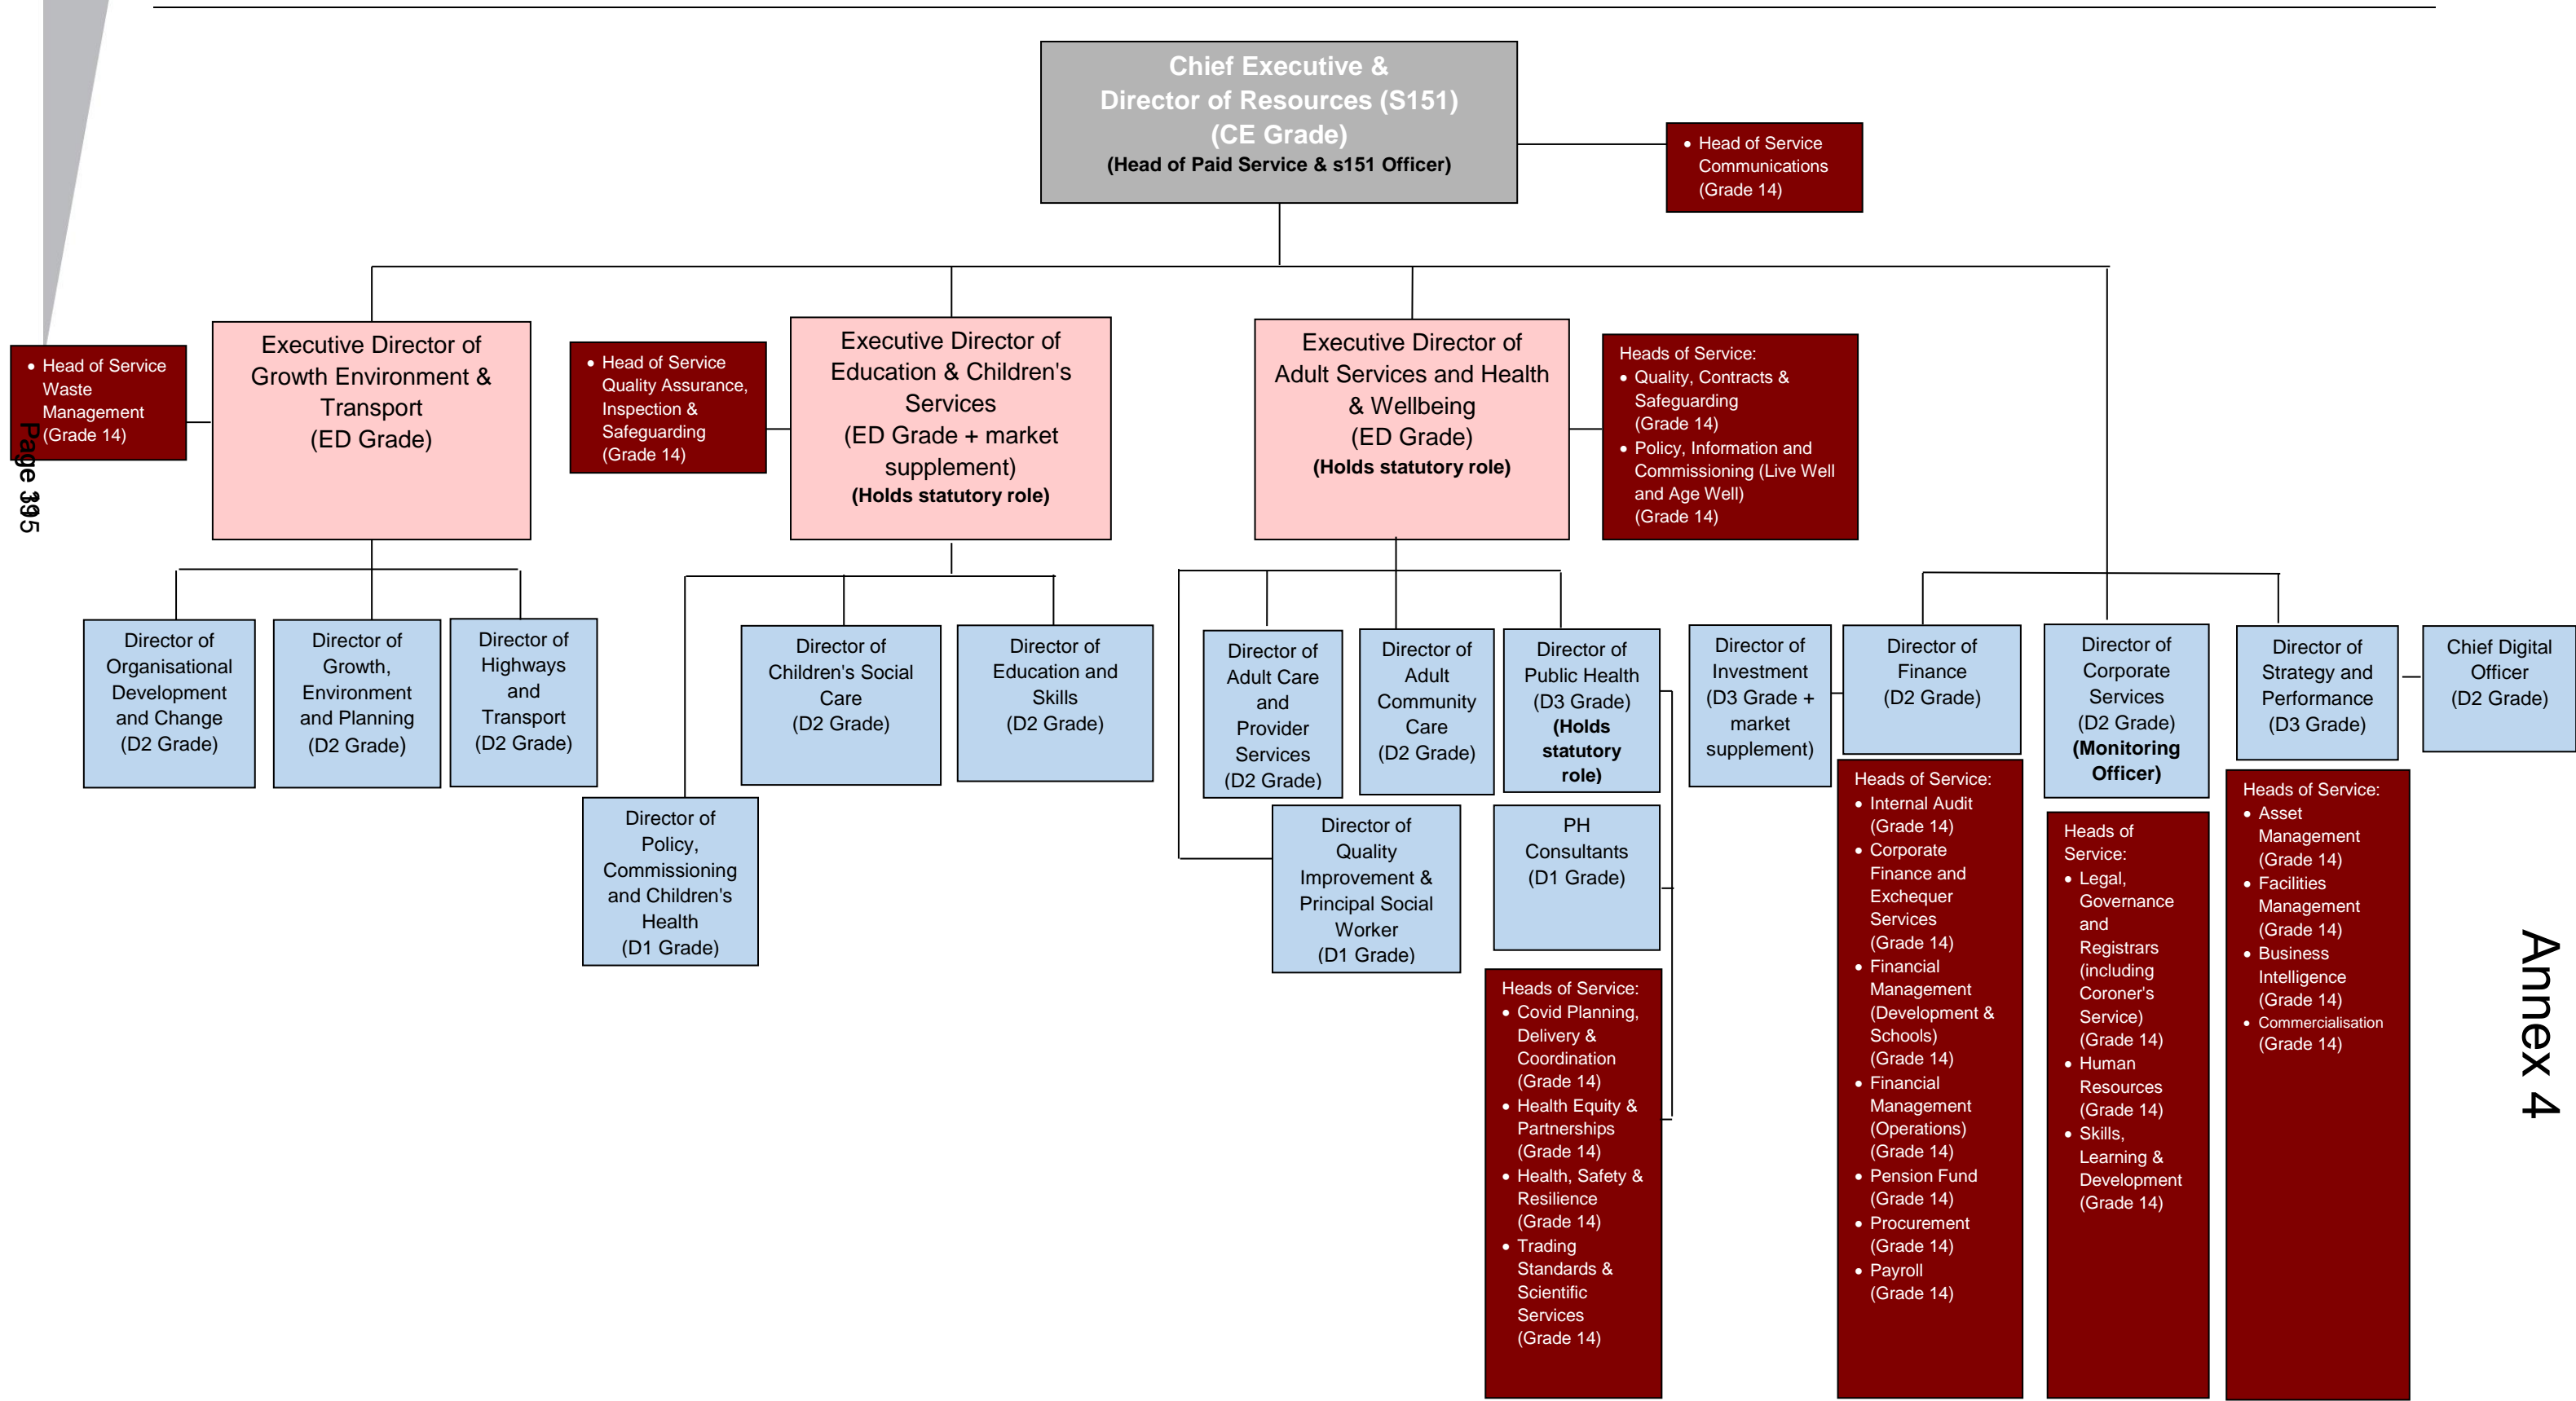 Chief Executive &
Director of Resources (S151)
(CE Grade)
(Head of Paid Service & s151 Officer)
• Head of Service
Communications
(Grade 14)
• Head of Service
Waste
Management
(Grade 14)
Executive Director of
Growth Environment &
Transport
(ED Grade)
• Head of Service
Quality Assurance,
Inspection &
Safeguarding
(Grade 14)
Executive Director of
Education & Children's
Services
(ED Grade + market
supplement)
(Holds statutory role)
Executive Director of
Adult Services and Health
& Wellbeing
(ED Grade)
(Holds statutory role)
Heads of Service:
• Quality, Contracts &
Safeguarding
(Grade 14)
• Policy, Information and
Commissioning (Live Well
and Age Well)
(Grade 14)
Page
Director of
Organisational
Development
and Change
(D2 Grade)
Director of
Growth,
Environment
and Planning
(D2 Grade)
Director of
Highways
and
Transport
(D2 Grade)
Director of
Policy,
Commissioning
and Children's
Health
(D1 Grade)
Director of
Children's Social
Care
(D2 Grade)
Director of
Education and
Skills
(D2 Grade)
Director of
Adult Care
and
Provider
Services
(D2 Grade)
Director of
Adult
Community
Care
(D2 Grade)
Director of
Public Health
(D3 Grade)
(Holds
statutory
role)
Director of
Quality
Improvement &
Principal Social
Worker
(D1 Grade)
PH
Consultants
(D1 Grade)
Heads of Service:
• Covid Planning,
Delivery &
Coordination
(Grade 14)
• Health Equity &
Partnerships
(Grade 14)
• Health, Safety &
Resilience
(Grade 14)
• Trading
Standards &
Scientific
Services
(Grade 14)
Director of
Investment
(D3 Grade +
market
supplement)
Director of
Finance
(D2 Grade)
Heads of Service:
• Internal Audit
(Grade 14)
• Corporate
Finance and
Exchequer
Services
(Grade 14)
• Financial
Management
(Development &
Schools)
(Grade 14)
• Financial
Management
(Operations)
(Grade 14)
• Pension Fund
(Grade 14)
• Procurement
(Grade 14)
• Payroll
(Grade 14)
Director of
Corporate
Services
(D2 Grade)
(Monitoring
Officer)
Heads of
Service:
• Legal,
Governance
and
Registrars
(including
Coroner's
Service)
(Grade 14)
• Human
Resources
(Grade 14)
• Skills,
Learning &
Development
(Grade 14)
Director of
Strategy and
Performance
(D3 Grade)
Heads of Service:
• Asset
Management
(Grade 14)
• Facilities
Management
(Grade 14)
• Business
Intelligence
(Grade 14)
• Commercialisation
(Grade 14)
Chief Digital
Officer
(D2 Grade)
Annex 4